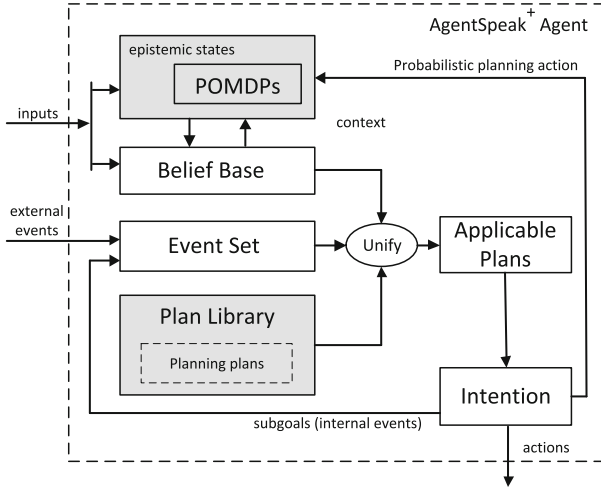 AgentSpeak+ Agent
epistemic states
POMDPs
Probabilistic planning action
inputs
context
Belief Base
external
events
Event Set
Unify
Applicable
Plans
Plan Library
Planning plans
Intention
subgoals (internal events)
actions